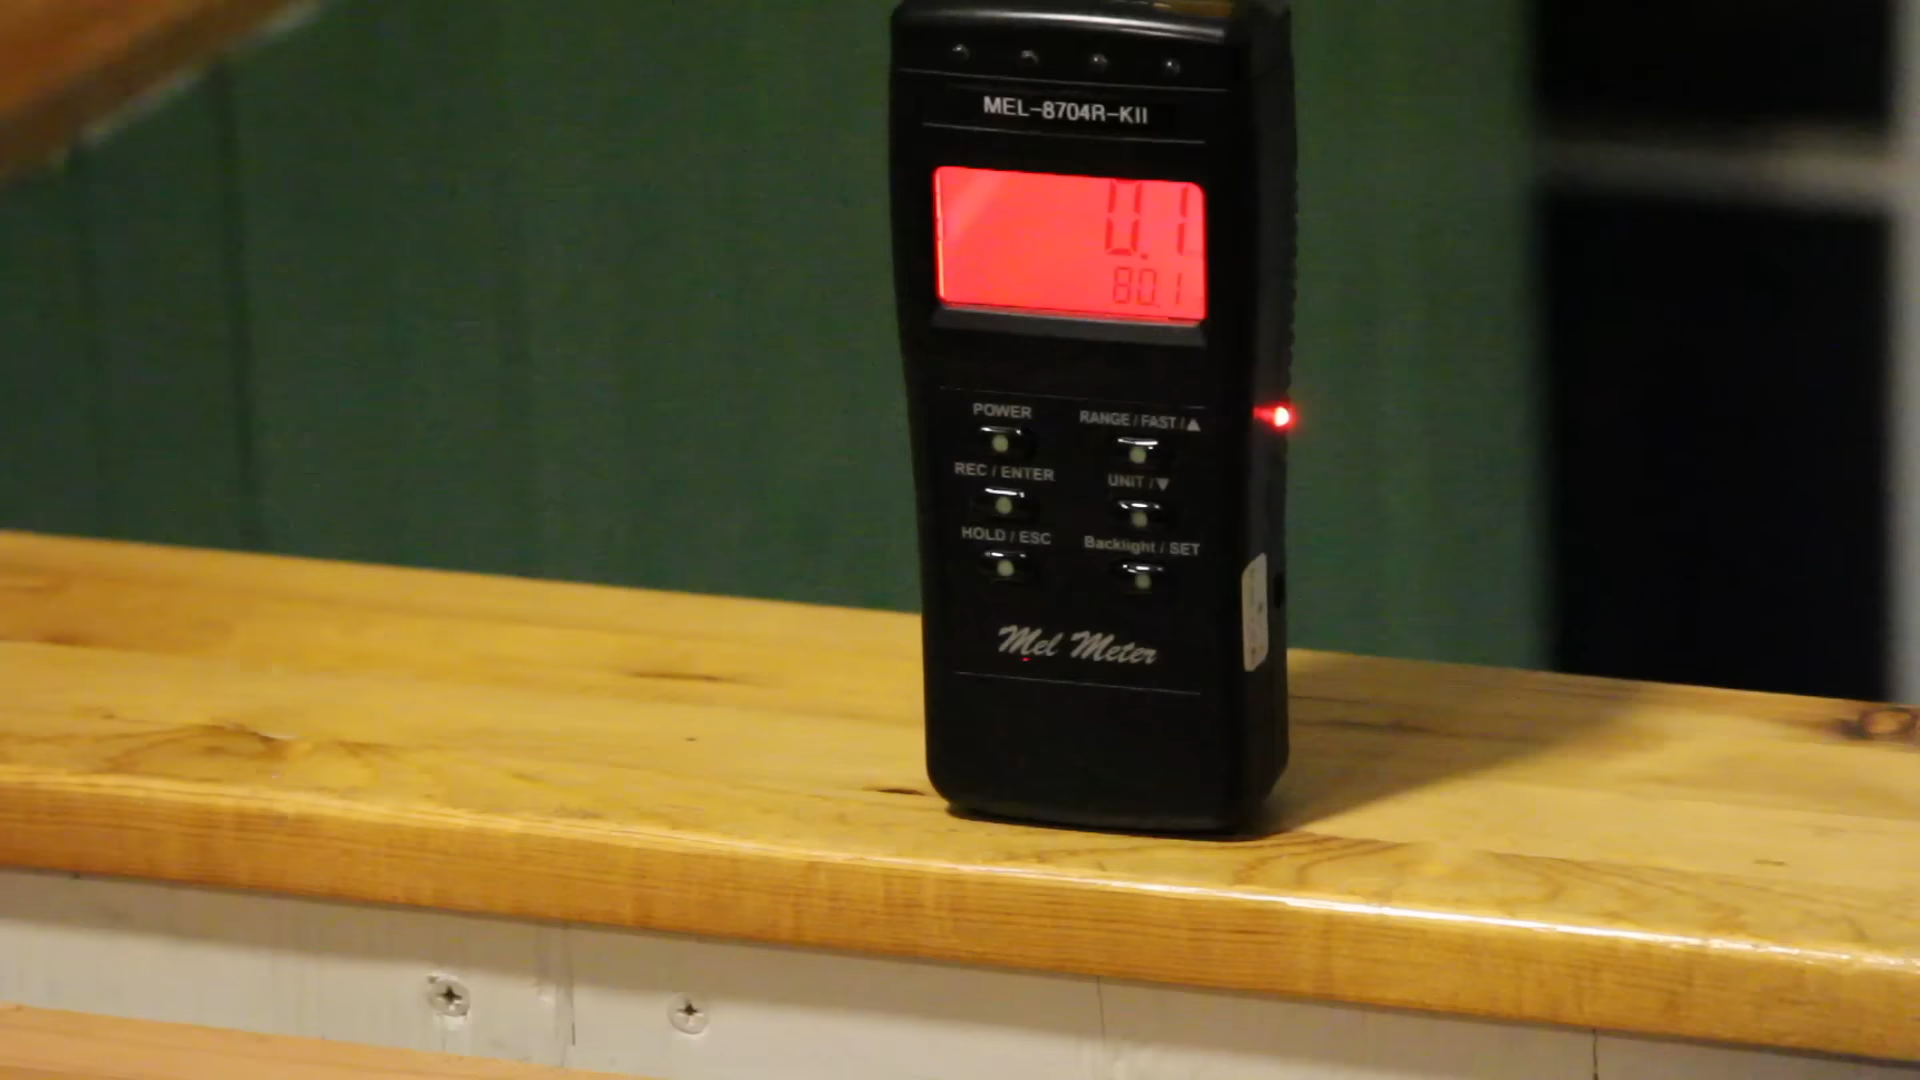 MEL-8704R-KII
0.1
80.1
POWER
RANGE / FAST / ▲
REC / ENTER
UNIT / ▼
HOLD / ESC
Backlight / SET
Mel Meter